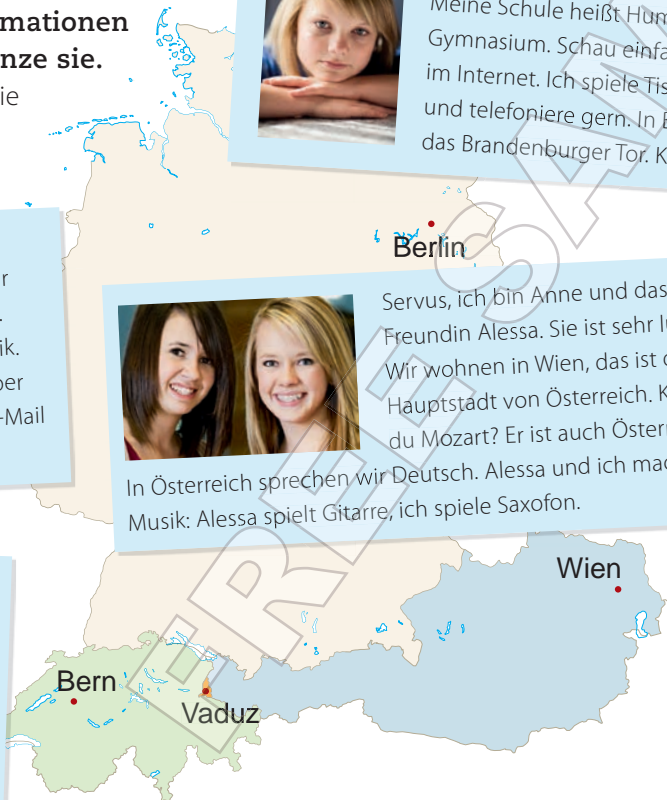 mationen
nze sie.
ie
Meine Schule heißt Hum
Gymnasium. Schau einfa
im Internet. Ich spiele Tis
und telefoniere gern. In B
das Brandenburger Tor. K
Berlin
r
.
ik.
ber
-Mail
Servus, ich bin Anne und das
Freundin Alessa. Sie ist sehr l
Wir wohnen in Wien, das ist
Hauptstadt von Österreich. K
du Mozart? Er ist auch Öster
In Österreich sprechen wir Deutsch. Alessa und ich mac
Musik: Alessa spielt Gitarre, ich spiele Saxofon.
Wien
Bern
Vaduz
FREE SAM